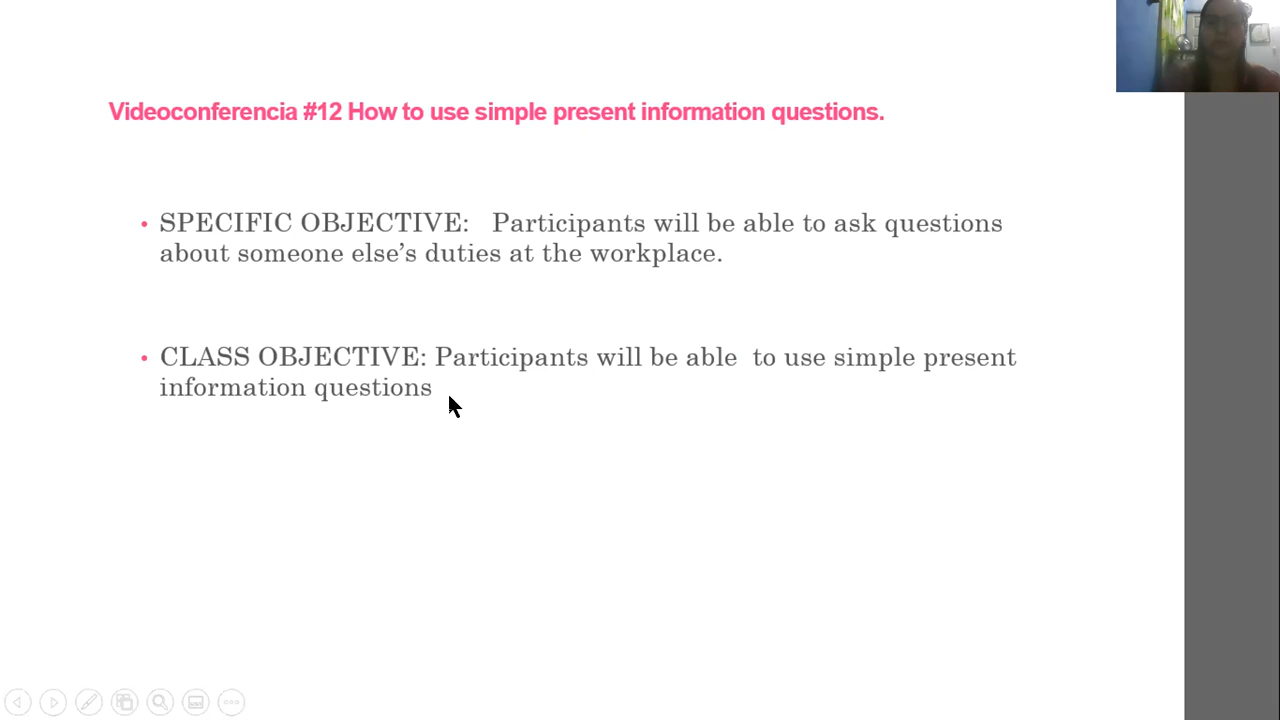 Videoconferencia #12 How to use simple present information questions.
• SPECIFIC OBJECTIVE: Participants will be able to ask questions
about someone else’s duties at the workplace.
• CLASS OBJECTIVE: Participants will be able to use simple present
information questions